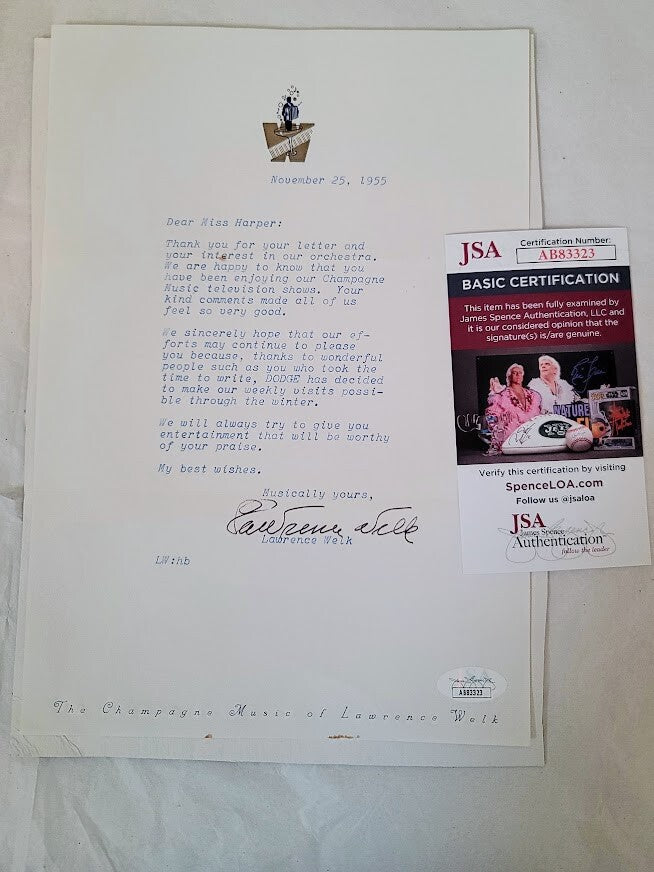 November 25, 1955
Dear Miss Harper:
Thank you for your letter and
your interest in our orchestra.
We are happy to know that you
have been enjoying our Champagne
Music television shows. Your
kind comments made all of us
feel so very good.
We sincerely hope that our ef-
forts may continue to please
you because, thanks to wonderful
people such as you who took the
time to write, DODGE has decided
to make our weekly visits possi-
ble through the winter.
We will always try to give you
entertainment that will be worthy
of your praise.
My best wishes.
Musically yours,
Lawrence Welk
Lawrence Welk
LW:hb
The Champagne Music of Lawrence Welk
AB83323
JSA
Certification Number:
AB83323
BASIC CERTIFICATION
This item has been fully examined by
James Spence Authentication, LLC and
it is our considered opinion that the
signature(s) is/are genuine.
NATURE
Verify this certification by visiting
SpenceLOA.com
Follow us @jsaloa
JSA
James Spence
Authentication
follow the leader